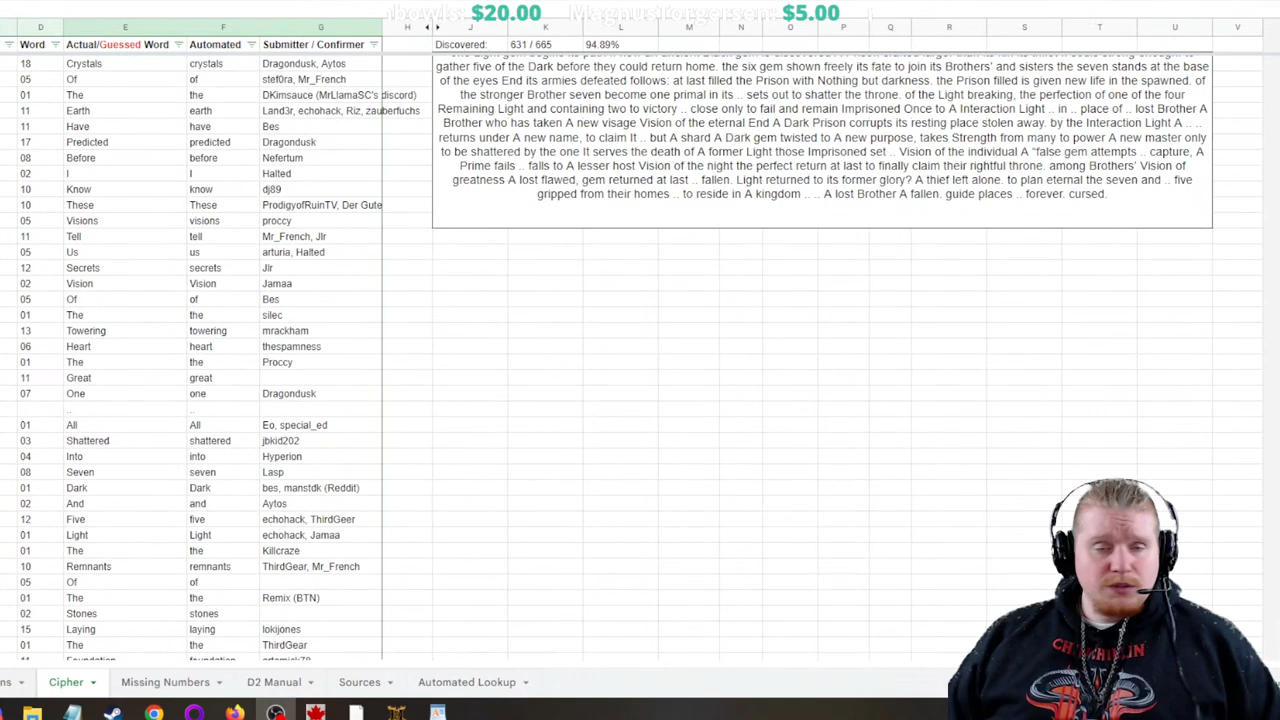 nbowls: $20.00 MagnusTorgersen: $5.00
D E F G H J K L M N O P Q R S T U V
Word Actual/Guessed Word Automated Submitter / Confirmer Discovered: 631 / 665 94.89%
18 Crystals crystals Dragondusk, Aytos
05 Of of stef0ra, Mr_French
01 The the DKimsauce (MrLlamaSC's discord)
11 Earth earth Land3r, echohack, Riz, zauberfuchs
11 Have have Bes
17 Predicted predicted Dragondusk
08 Before before Nefertum
02 I I Halted
10 Know know dj89
10 These These ProdigyofRuinTV, Der Gute
05 Visions visions proccy
11 Tell tell Mr_French, Jlr
05 Us us arturia, Halted
12 Secrets secrets Jlr
02 Vision Vision Jamaa
05 Of of Bes
01 The the silec
13 Towering towering mrackham
06 Heart heart thespamness
01 The the Proccy
11 Great great
07 One one Dragondusk
.. ..
01 All All Eo, special_ed
03 Shattered shattered jbkid202
04 Into into Hyperion
08 Seven seven Lasp
01 Dark Dark bes, manstdk (Reddit)
02 And and Aytos
12 Five five echohack, ThirdGeer
01 Light Light echohack, Jamaa
01 The the Killcraze
10 Remnants remnants ThirdGear, Mr_French
05 Of of
01 The the Remix (BTN)
02 Stones stones
15 Laying laying lokijones
01 The the ThirdGear
11 Foundation foundation
gather five of the Dark before they could return home. the six gem shown freely its fate to join its Brothers' and sisters the seven stands at the base
of the eyes End its armies defeated follows: at last filled the Prison with Nothing but darkness. the Prison filled is given new life in the spawned. of
the stronger Brother seven become one primal in its .. sets out to shatter the throne. of the Light breaking, the perfection of one of the four
Remaining Light and containing two to victory .. close only to fail and remain Imprisoned Once to A Interaction Light .. in .. place of .. lost Brother A
Brother who has taken A new visage Vision of the eternal End A Dark Prison corrupts its resting place stolen away. by the Interaction Light A .. ..
returns under A new name, to claim It .. but A shard A Dark gem twisted to A new purpose, takes Strength from many to power A new master only
to be shattered by the one It serves the death of A former Light those Imprisoned set .. Vision of the individual A "false gem attempts .. capture, A
Prime fails .. falls to A lesser host Vision of the night the perfect return at last to finally claim their rightful throne. among Brothers' Vision of
greatness A lost flawed, gem returned at last .. fallen. Light returned to its former glory? A thief left alone. to plan eternal the seven and .. five
gripped from their homes .. to reside in A kingdom .. .. A lost Brother A fallen. guide places .. forever. cursed.
ns Cipher Missing Numbers D2 Manual Sources Automated Lookup